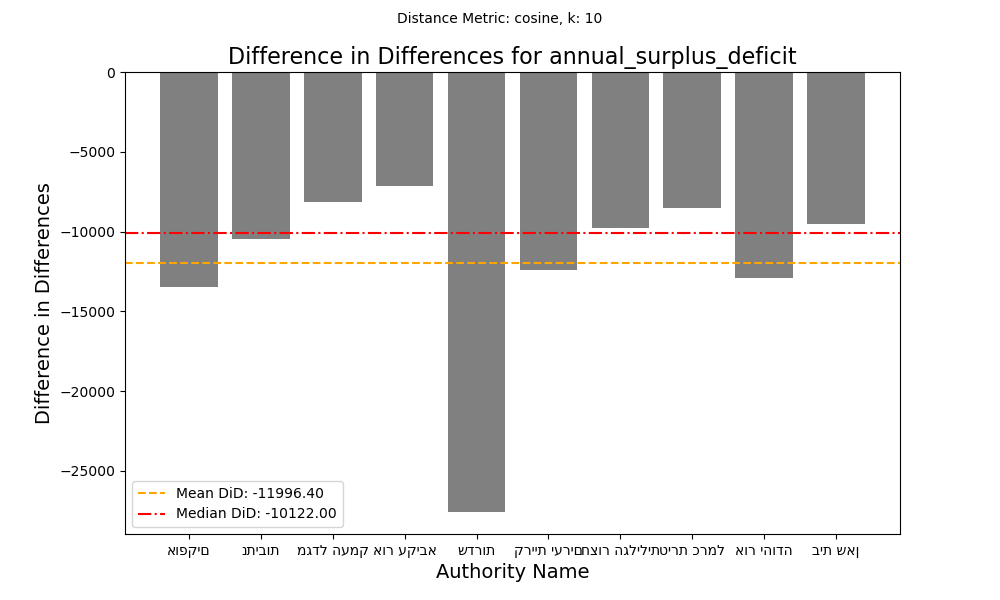 Distance Metric: cosine, k: 10
Difference in Differences for annual_surplus_deficit
0
−5000
−10000
−15000
−20000
−25000
Difference in Differences
Mean DiD: -11996.40
Median DiD: -10122.00
אופקים
נתיבות
מגדל העמק
אור עקיבא
שדרות
קריית יערים
חצור הגלילית
טירת כרמל
אור יהודה
בית שאן
Authority Name